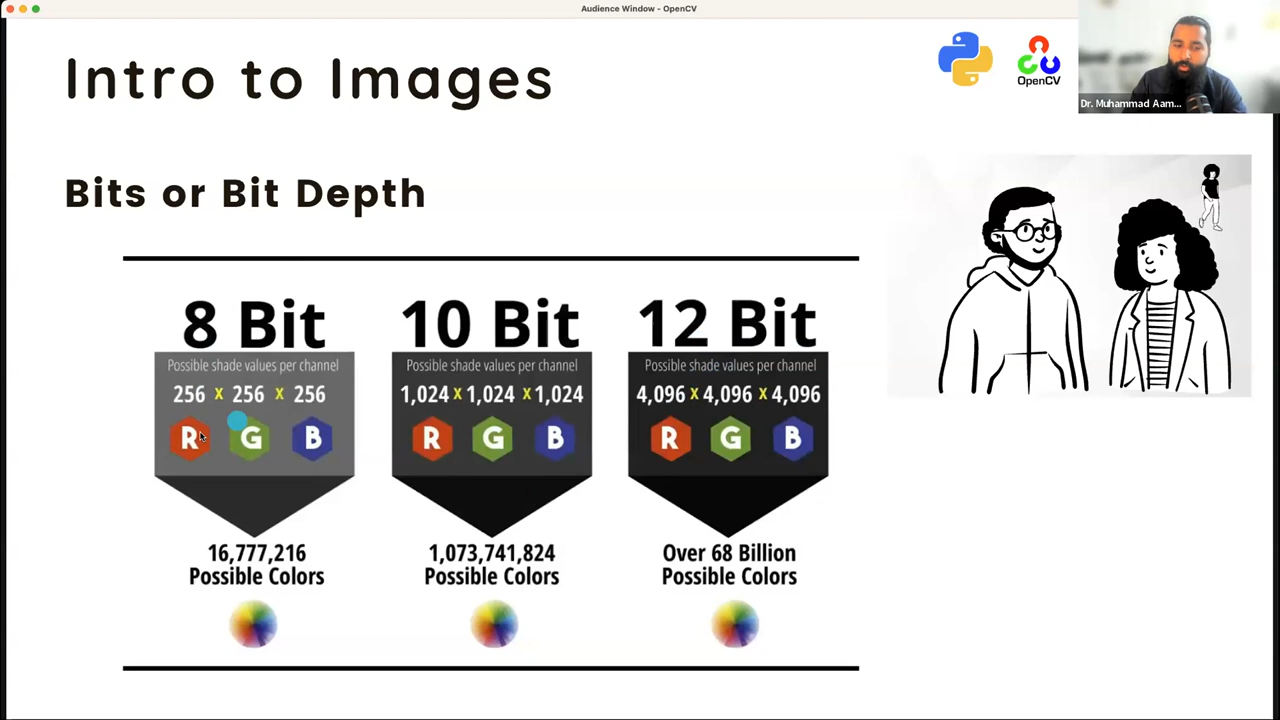 Audience Window - OpenCV
Intro to Images
OpenCV
Dr. Muhammad Aam...
Bits or Bit Depth
8 Bit
Possible shade values per channel
256 x 256 x 256
R G B
16,777,216
Possible Colors
10 Bit
Possible shade values per channel
1,024 x 1,024 x 1,024
R G B
1,073,741,824
Possible Colors
12 Bit
Possible shade values per channel
4,096 x 4,096 x 4,096
R G B
Over 68 Billion
Possible Colors